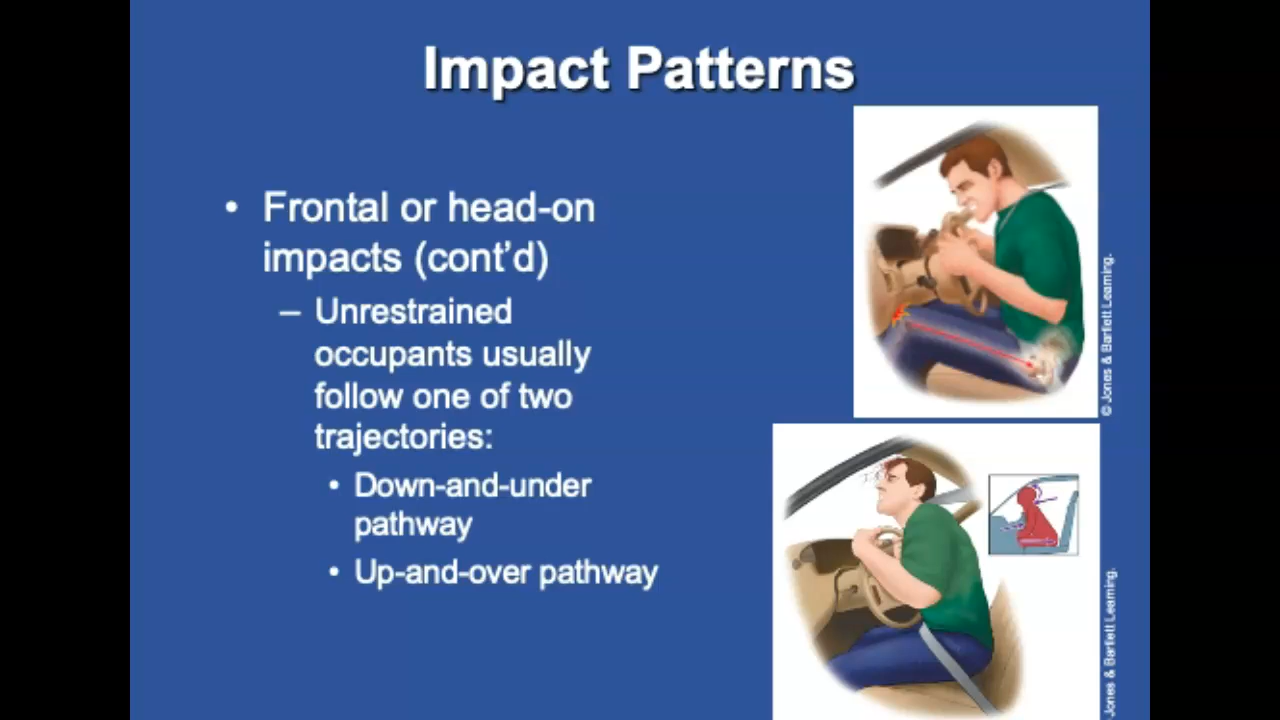 Impact Patterns
• Frontal or head-on
impacts (cont'd)
– Unrestrained
occupants usually
follow one of two
trajectories:
• Down-and-under
pathway
• Up-and-over pathway
© Jones & Bartlett Learning.
Jones & Bartlett Learning.